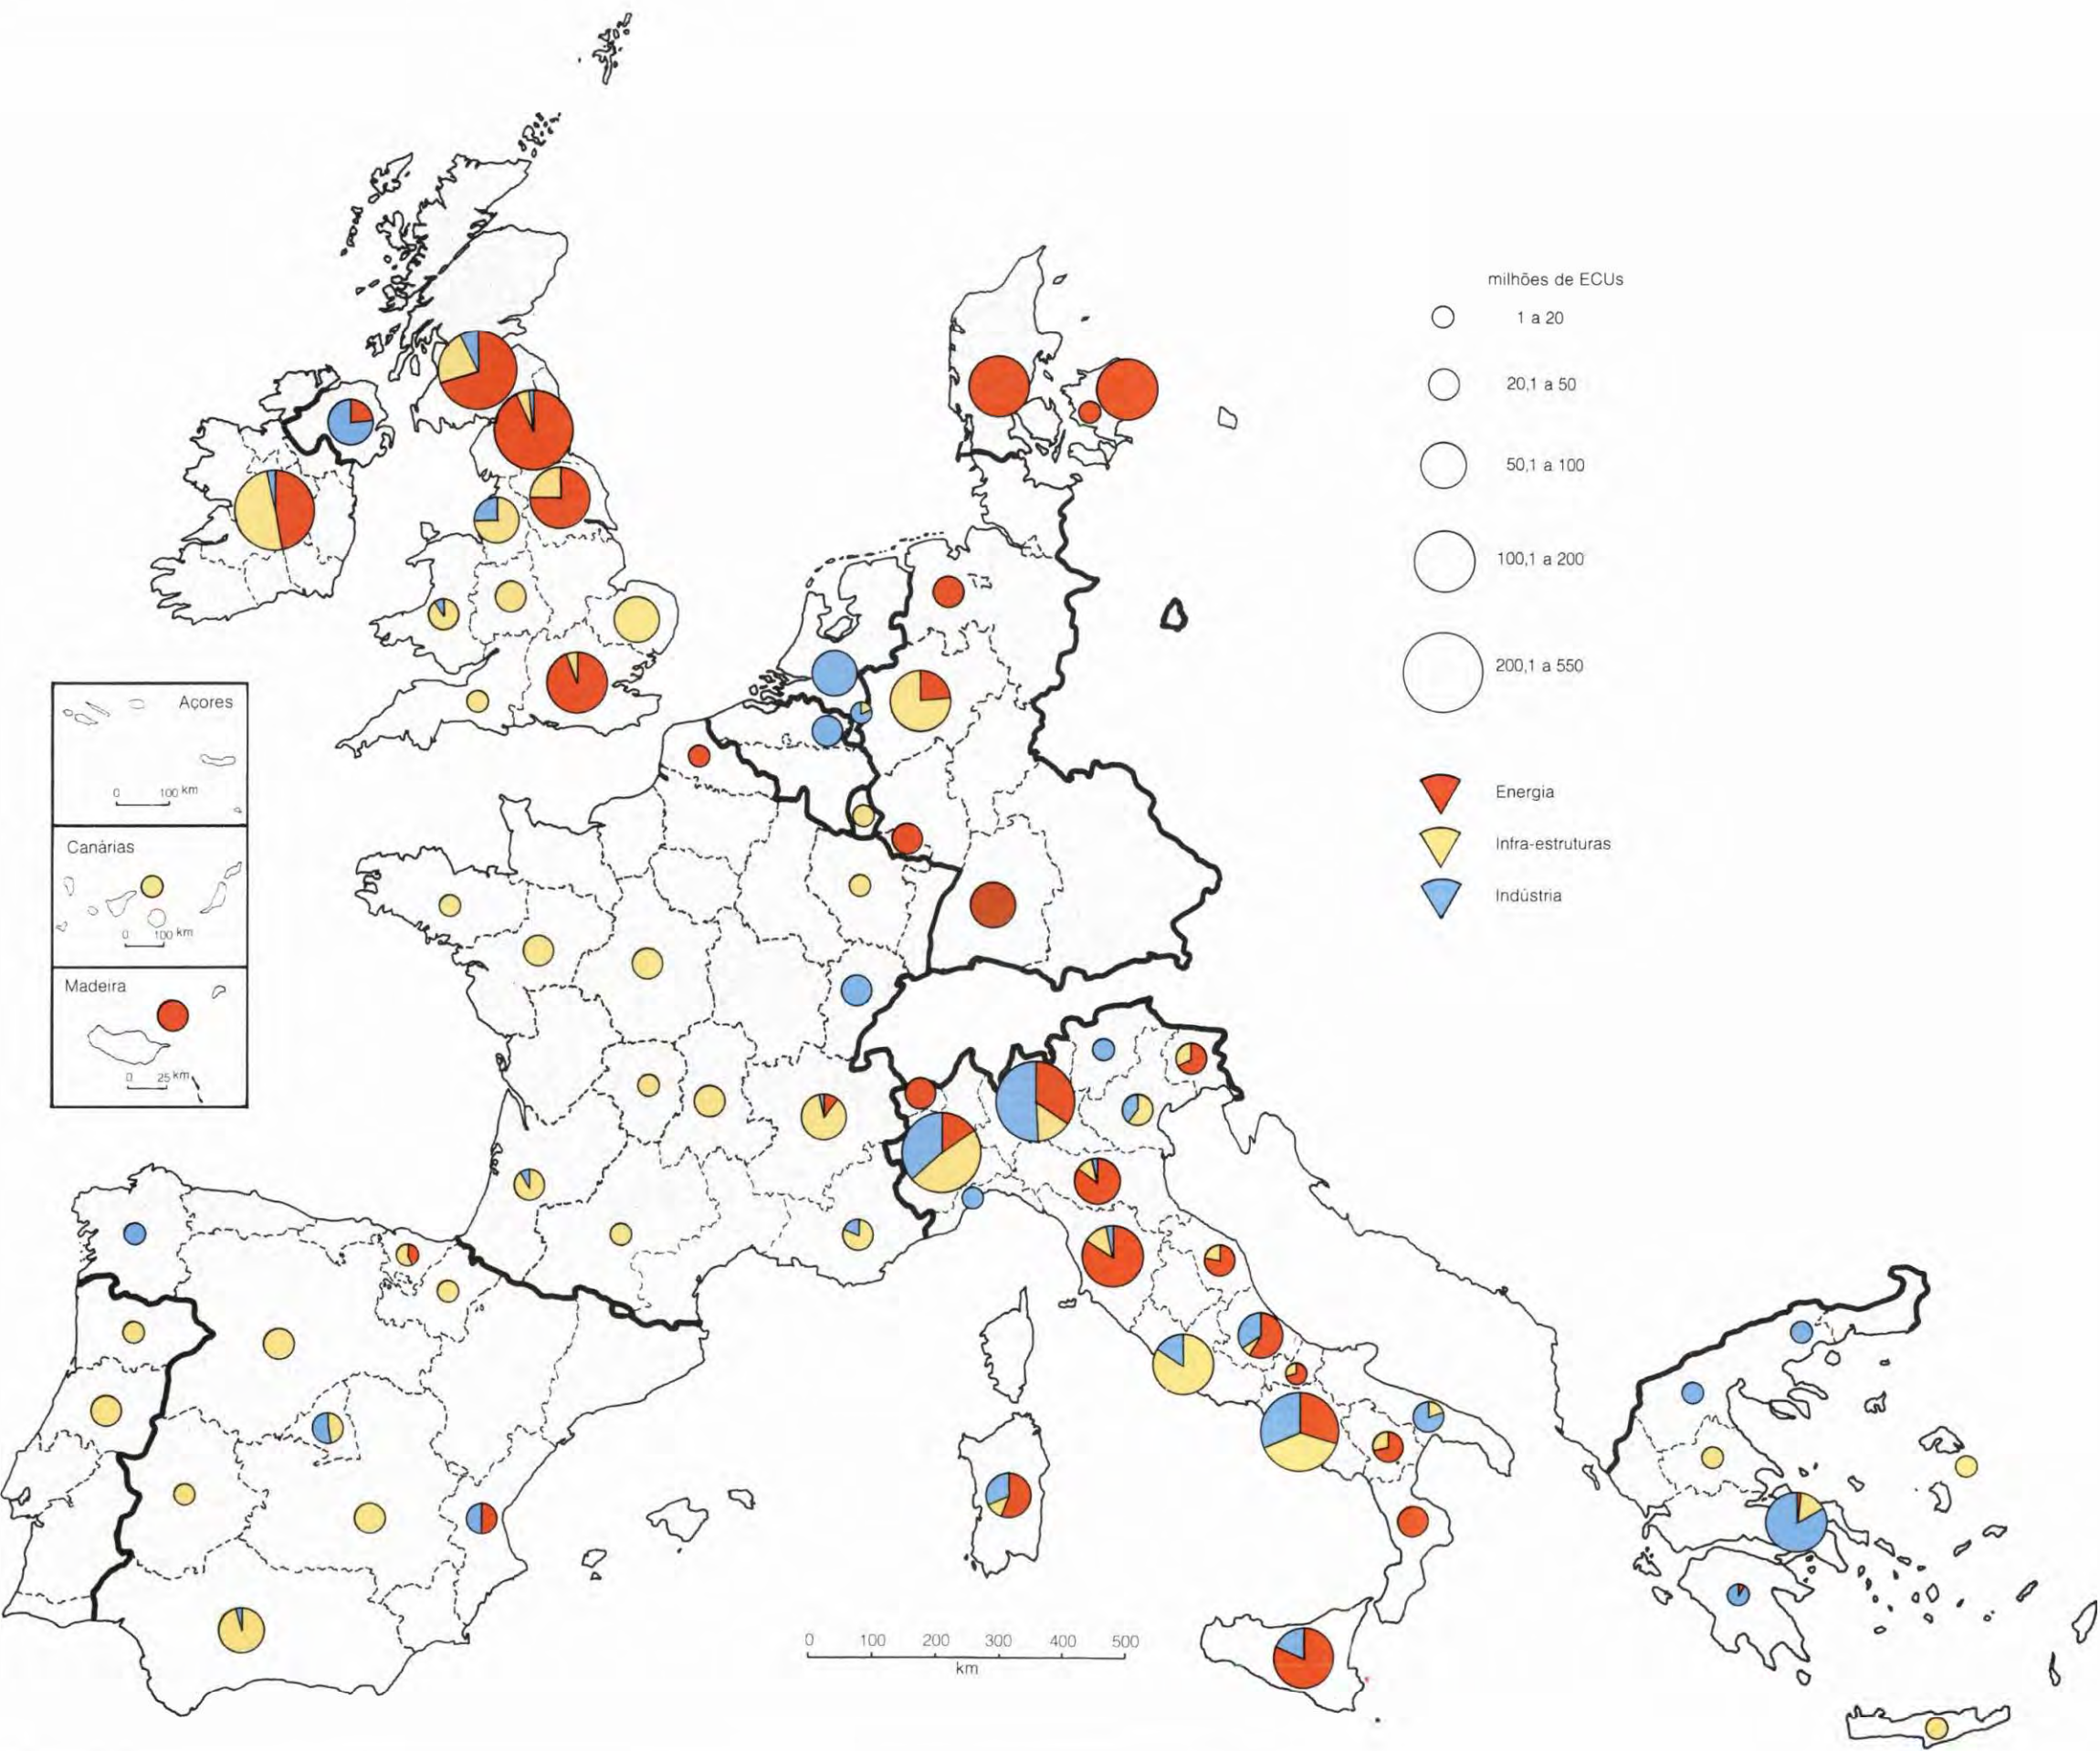 milhões de ECUs
1 a 20
20,1 a 50
50,1 a 100
100,1 a 200
200,1 a 550
Energia
Infra-estruturas
Indústria
Açores
0 100 km
Canárias
0 100 km
Madeira
0 25 km
0 100 200 300 400 500
km